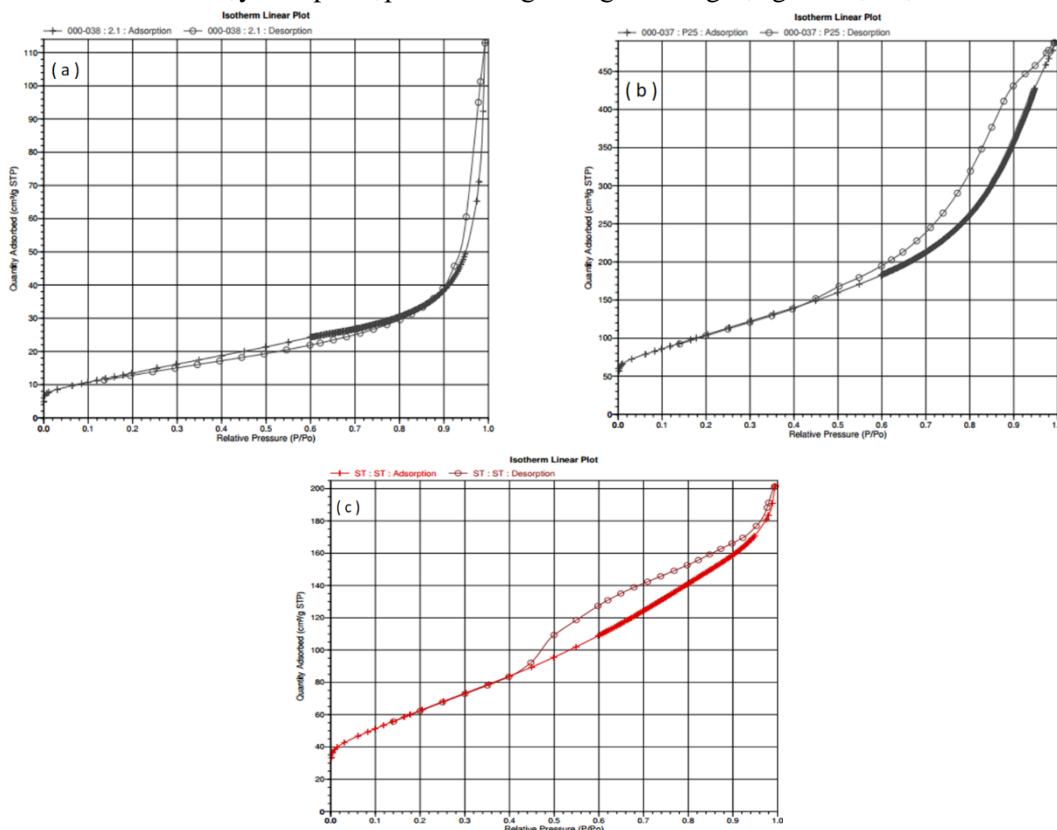 Isotherm Linear Plot
000-038 : 2.1 : Adsorption 000-038 : 2.1 : Desorption
( a )
Quantity Adsorbed (cm³/g STP)
110
100
90
80
70
60
50
40
30
20
10
0
0.0 0.1 0.2 0.3 0.4 0.5 0.6 0.7 0.8 0.9 1.0
Relative Pressure (P/Po)
Isotherm Linear Plot
000-037 : P25 : Adsorption 000-037 : P25 : Desorption
( b )
Quantity Adsorbed (cm³/g STP)
450
400
350
300
250
200
150
100
50
0
0.0 0.1 0.2 0.3 0.4 0.5 0.6 0.7 0.8 0.9
Relative Pressure (P/Po)
Isotherm Linear Plot
ST : ST : Adsorption ST : ST : Desorption
( c )
Quantity Adsorbed (cm³/g STP)
200
180
160
140
120
100
80
60
40
20
0
0.0 0.1 0.2 0.3 0.4 0.5 0.6 0.7 0.8 0.9 1.0
Relative Pressure (P/Po)